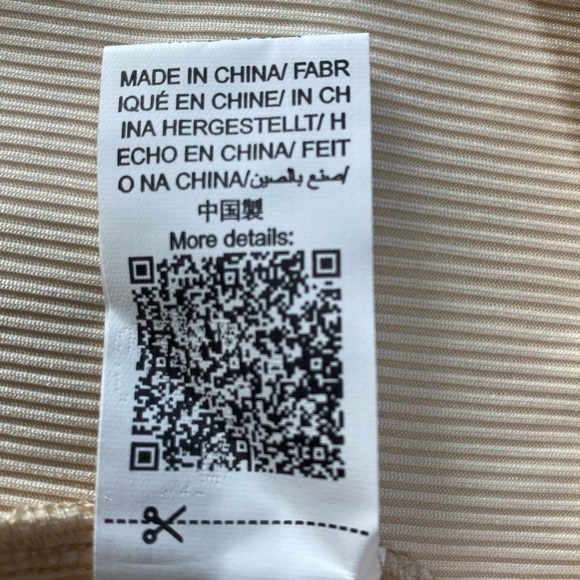 MADE IN CHINA/ FABR
IQUÉ EN CHINE/ IN CH
INA HERGESTELLT/ H
ECHO EN CHINA/ FEIT
O NA CHINA/صنع بالصين/
中国製
More details: